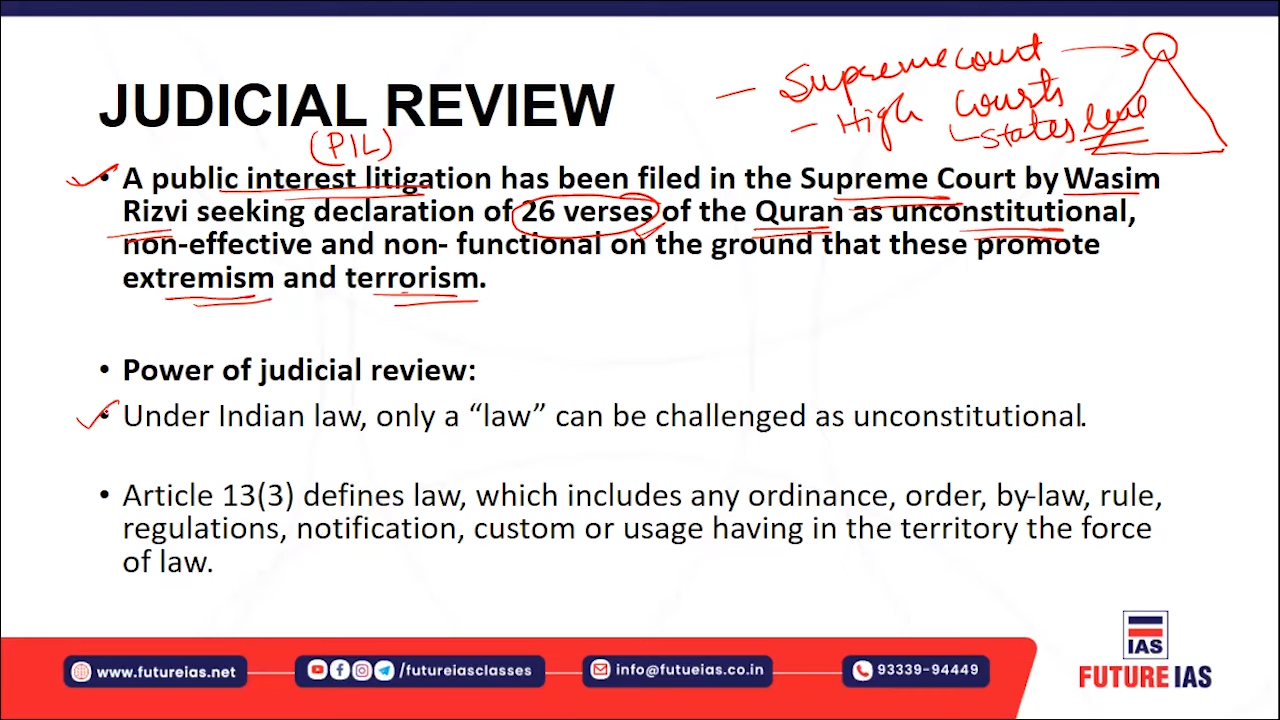 JUDICIAL REVIEW
– Supreme court
– High Courts
States level
(PIL)
• A public interest litigation has been filed in the Supreme Court by Wasim
Rizvi seeking declaration of 26 verses of the Quran as unconstitutional,
non-effective and non- functional on the ground that these promote
extremism and terrorism.
• Power of judicial review:
• Under Indian law, only a “law” can be challenged as unconstitutional.
• Article 13(3) defines law, which includes any ordinance, order, by-law, rule,
regulations, notification, custom or usage having in the territory the force
of law.
www.futureias.net
/futureiasclasses
info@futueias.co.in
93339-94449
IAS
FUTURE IAS